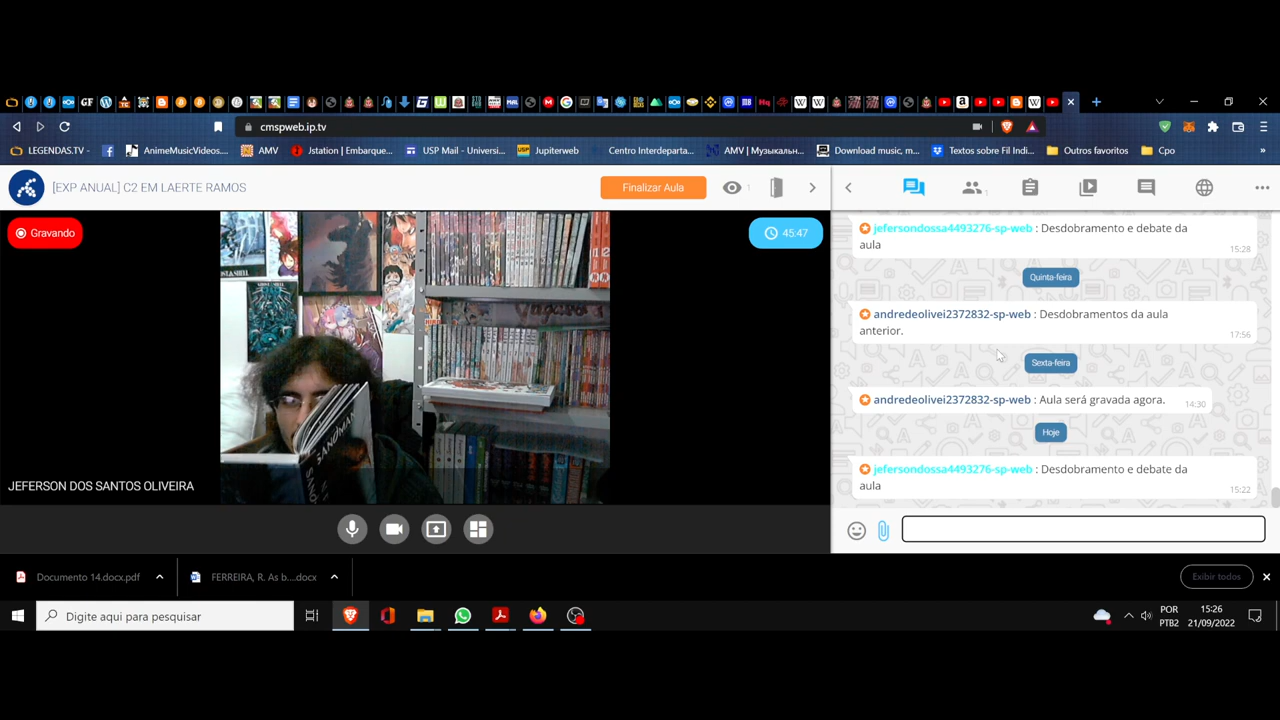 cmspweb.ip.tv
LEGENDAS.TV -
AnimeMusicVideos....
AMV
Jstation | Embarque...
USP Mail - Universi...
Jupiterweb
Centro Interdeparta...
AMV | Музыкальн...
Download music, m...
Textos sobre Fil Indi...
Outros favoritos
Cpo
[EXP ANUAL] C2 EM LAERTE RAMOS
Finalizar Aula
1
1
Gravando
45:47
SANDMAN
JEFERSON DOS SANTOS OLIVEIRA
jefersondossa4493276-sp-web : Desdobramento e debate da
aula
15:28
Quinta-feira
andredeolivei2372832-sp-web : Desdobramentos da aula
anterior.
17:56
Sexta-feira
andredeolivei2372832-sp-web : Aula será gravada agora.
14:30
Hoje
jefersondossa4493276-sp-web : Desdobramento e debate da
aula
15:22
Documento 14.docx.pdf
FERREIRA, R. As b....docx
Exibir todos
Digite aqui para pesquisar
POR
PTB2
15:26
21/09/2022